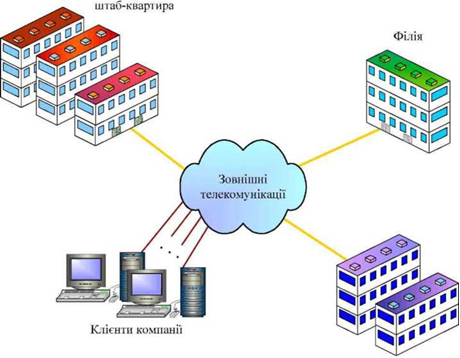 штаб-квартира
Філія
Зовнішні
телекомунікації
Клієнти компанії